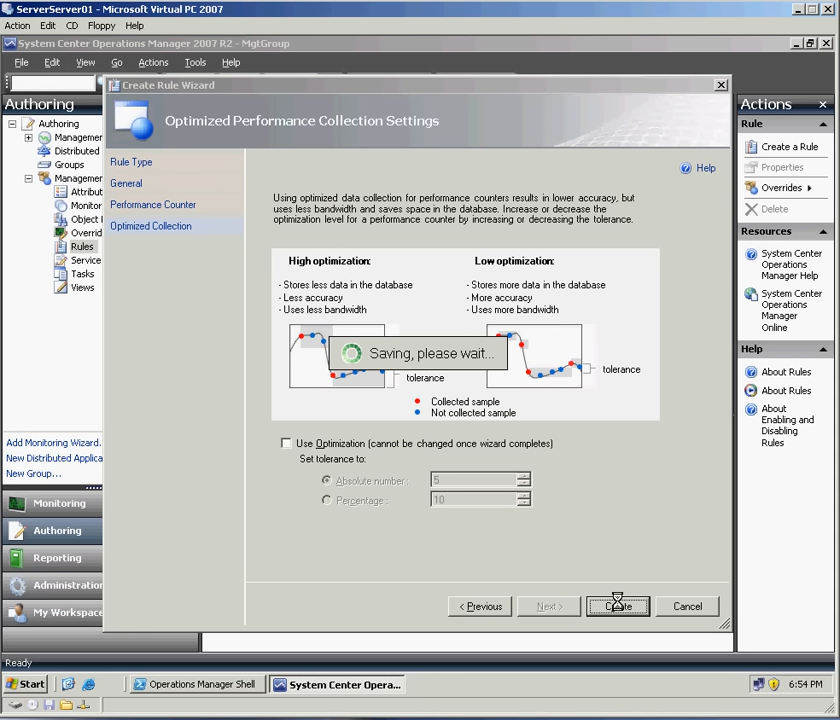 ServerServer01 - Microsoft Virtual PC 2007
Action Edit CD Floppy Help
System Center Operations Manager 2007 R2 - MgtGroup
File Edit View Go Actions Tools Help
Create Rule Wizard
Optimized Performance Collection Settings
Authoring
Authoring
Managemen
Distributed
Groups
Managemer
Attribut
Monitor
Object I
Overrid
Rules
Service
Tasks
Views
Add Monitoring Wizard.
New Distributed Applica
New Group...
Monitoring
Authoring
Reporting
Administration
My Workspace
Rule Type
General
Performance Counter
Optimized Collection
Help
Using optimized data collection for performance counters results in lower accuracy, but
uses less bandwidth and saves space in the database. Increase or decrease the
optimization level for a performance counter by increasing or decreasing the tolerance.
High optimization:
- Stores less data in the database
- Less accuracy
- Uses less bandwidth
Low optimization:
- Stores more data in the database
- More accuracy
- Uses more bandwidth
Saving, please wait...
tolerance
tolerance
Collected sample
Not collected sample
Use Optimization (cannot be changed once wizard completes)
Set tolerance to:
Absolute number: 5
Percentage: 10
< Previous Next > Create Cancel
Actions
Rule
Create a Rule
Properties
Overrides
Delete
Resources
System Center
Operations
Manager Help
System Center
Operations
Manager
Online
Help
About Rules
About Rules
About
Enabling and
Disabling
Rules
Ready
Start
Operations Manager Shell
System Center Opera...
6:54 PM